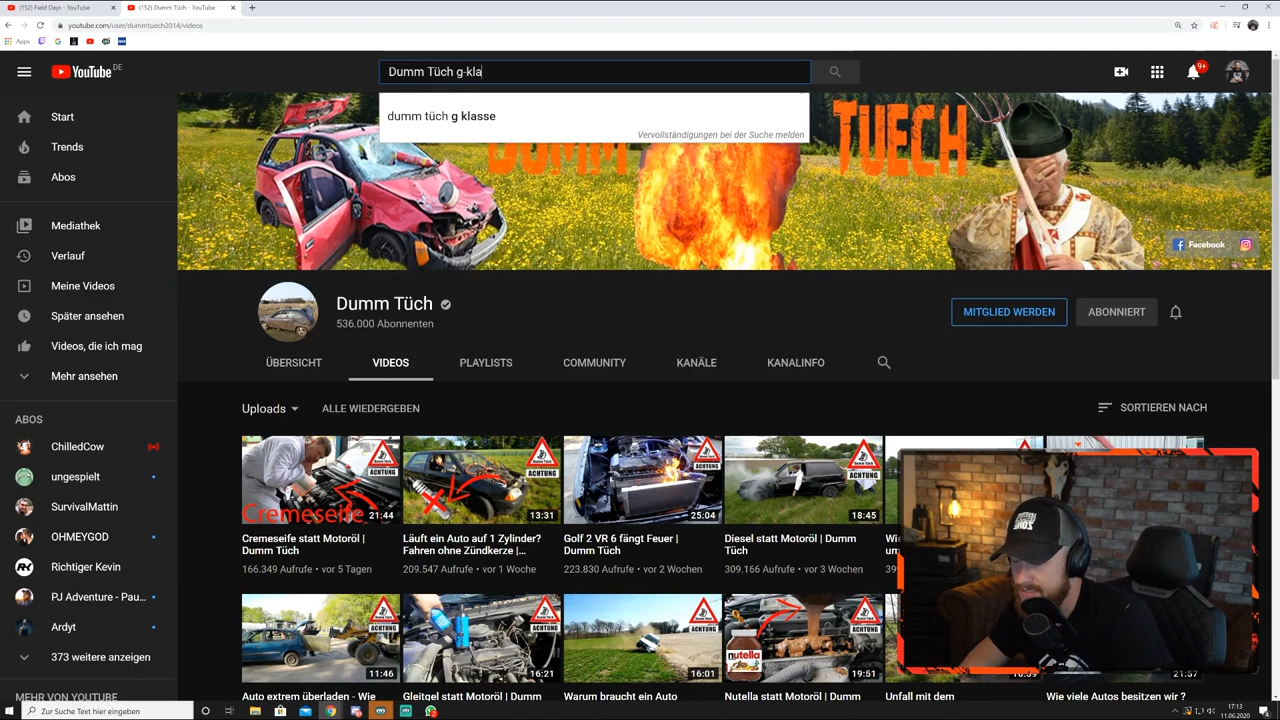 (152) Field Days - YouTube
(152) Dumm Tüch - YouTube
youtube.com/user/dummtuech2014/videos
Apps
YouTube DE
Dumm Tüch g-kla
9+
dumm tüch g klasse
Vervollständigungen bei der Suche melden
DUMM TUECH
Facebook
Start
Trends
Abos
Mediathek
Verlauf
Meine Videos
Später ansehen
Videos, die ich mag
Mehr ansehen
ABOS
ChilledCow
ungespielt
SurvivalMattin
OHMEYGOD
Richtiger Kevin
PJ Adventure - Pau...
Ardyt
373 weitere anzeigen
MEHR VON YOUTUBE
Dumm Tüch
536.000 Abonnenten
MITGLIED WERDEN
ABONNIERT
ÜBERSICHT
VIDEOS
PLAYLISTS
COMMUNITY
KANÄLE
KANALINFO
Uploads
ALLE WIEDERGEBEN
SORTIEREN NACH
ACHTUNG
Cremeseife
21:44
ACHTUNG
13:31
ACHTUNG
25:04
ACHTUNG
18:45
Cremeseife statt Motoröl |
Dumm Tüch
166.349 Aufrufe • vor 5 Tagen
Läuft ein Auto auf 1 Zylinder?
Fahren ohne Zündkerze |...
209.547 Aufrufe • vor 1 Woche
Golf 2 VR 6 fängt Feuer |
Dumm Tüch
223.830 Aufrufe • vor 2 Wochen
Diesel statt Motoröl | Dumm
Tüch
309.166 Aufrufe • vor 3 Wochen
ACHTUNG
11:46
ACHTUNG
16:21
ACHTUNG
16:01
nutella
ACHTUNG
19:51
21:57
Auto extrem überladen - Wie
Gleitgel statt Motoröl | Dumm
Warum braucht ein Auto
Nutella statt Motoröl | Dumm
Unfall mit dem
Wie viele Autos besitzen wir ?
Zur Suche Text hier eingeben
17:13
11.06.2020